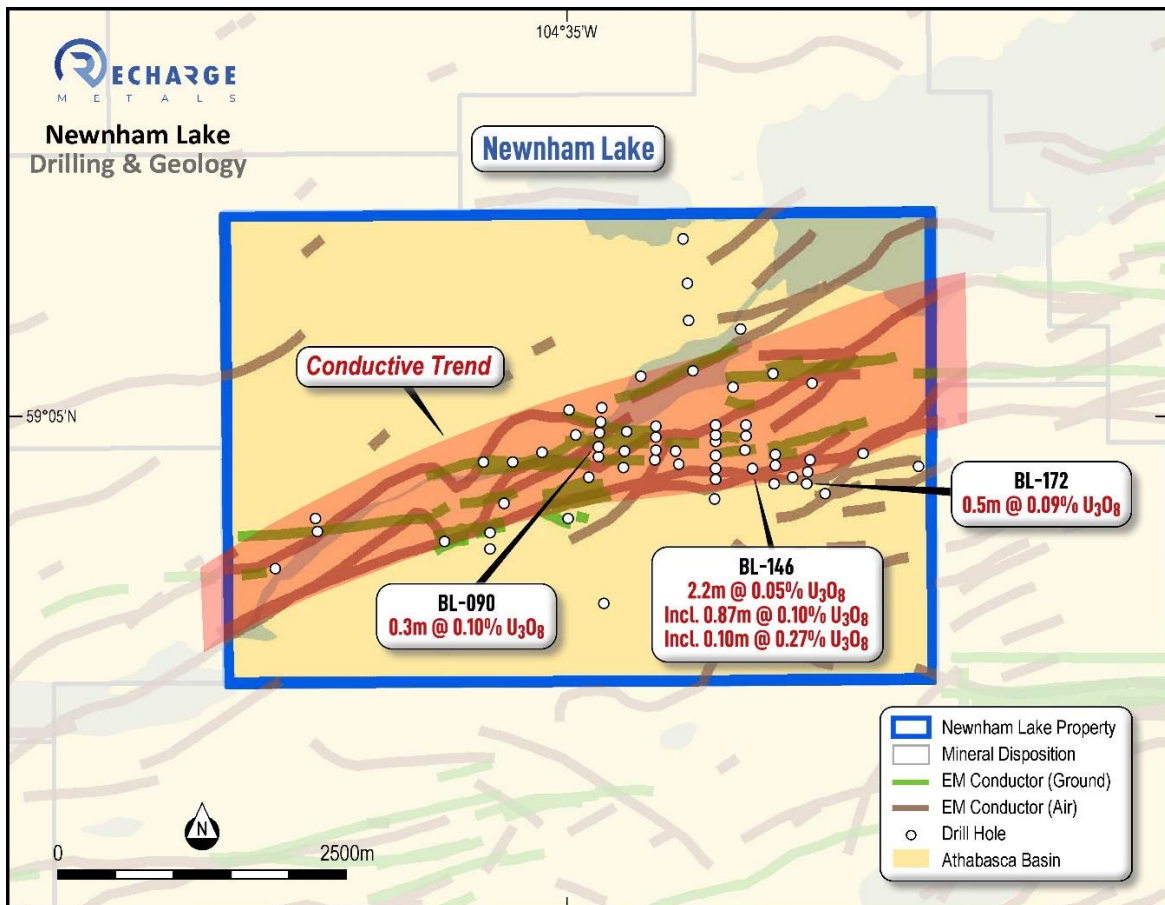 104°35'W
RECHARGE
METALS
Newnham Lake
Drilling & Geology
Newnham Lake
Conductive Trend
59°05'N
BL-172
0.5m @ 0.09% U₃O₈
BL-146
2.2m @ 0.05% U₃O₈
Incl. 0.87m @ 0.10% U₃O₈
Incl. 0.10m @ 0.27% U₃O₈
BL-090
0.3m @ 0.10% U₃O₈
Newnham Lake Property
Mineral Disposition
EM Conductor (Ground)
EM Conductor (Air)
Drill Hole
Athabasca Basin
N
0 2500m